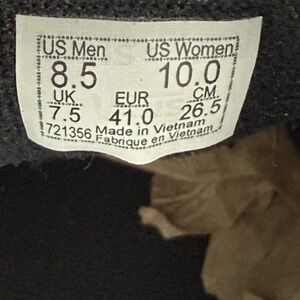 US Men US Women
8.5 10.0
UK EUR CM
7.5 41.0 26.5
721356 Made in Vietnam
Fabrique en Vietnam